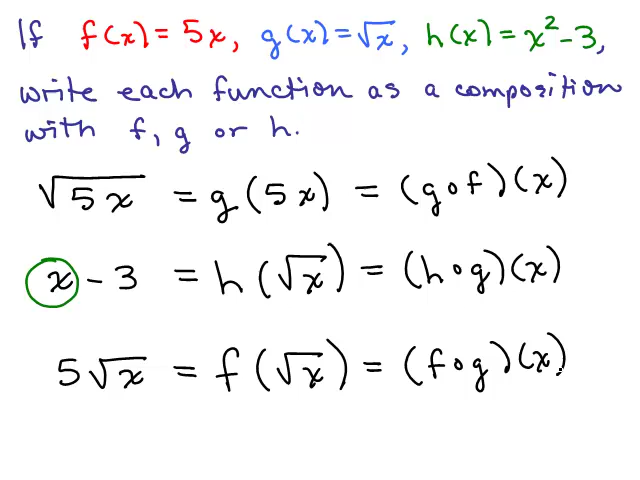 If f(x) = 5x, g(x) = √x, h(x) = x² - 3,
write each function as a composition
with f, g or h.
√5x = g(5x) = (g∘f)(x)
x - 3 = h(√x) = (h∘g)(x)
5√x = f(√x) = (f∘g)(x)